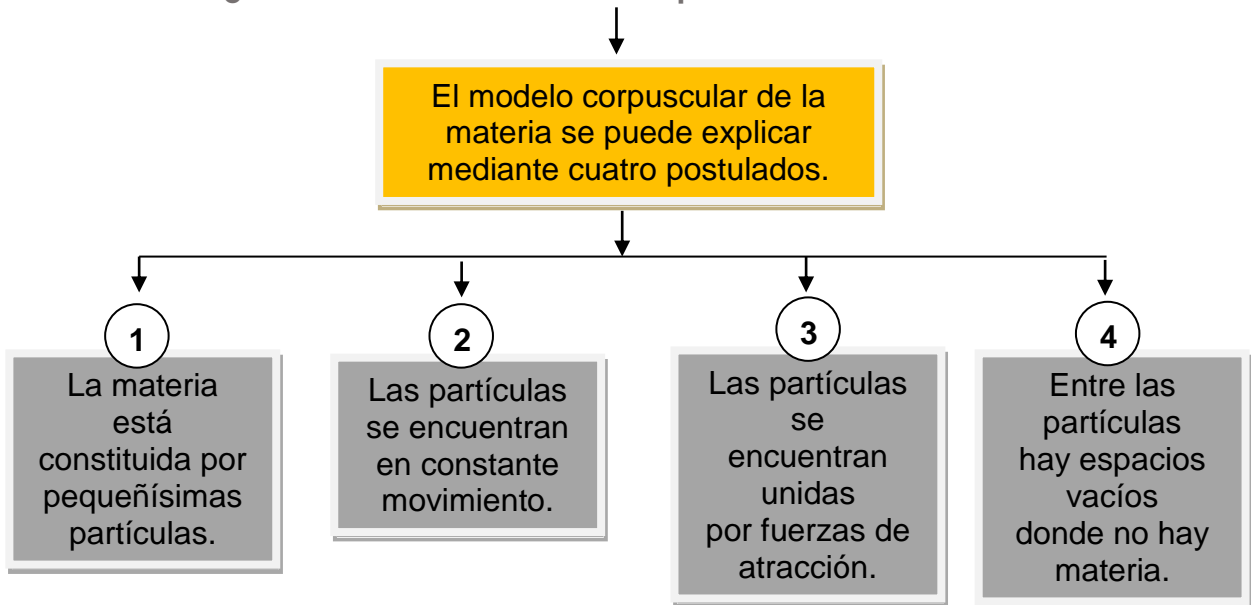 El modelo corpuscular de la
materia se puede explicar
mediante cuatro postulados.
1
La materia
está
constituida por
pequeñísimas
partículas.
2
Las partículas
se encuentran
en constante
movimiento.
3
Las partículas
se
encuentran
unidas
por fuerzas de
atracción.
4
Entre las
partículas
hay espacios
vacíos
donde no hay
materia.